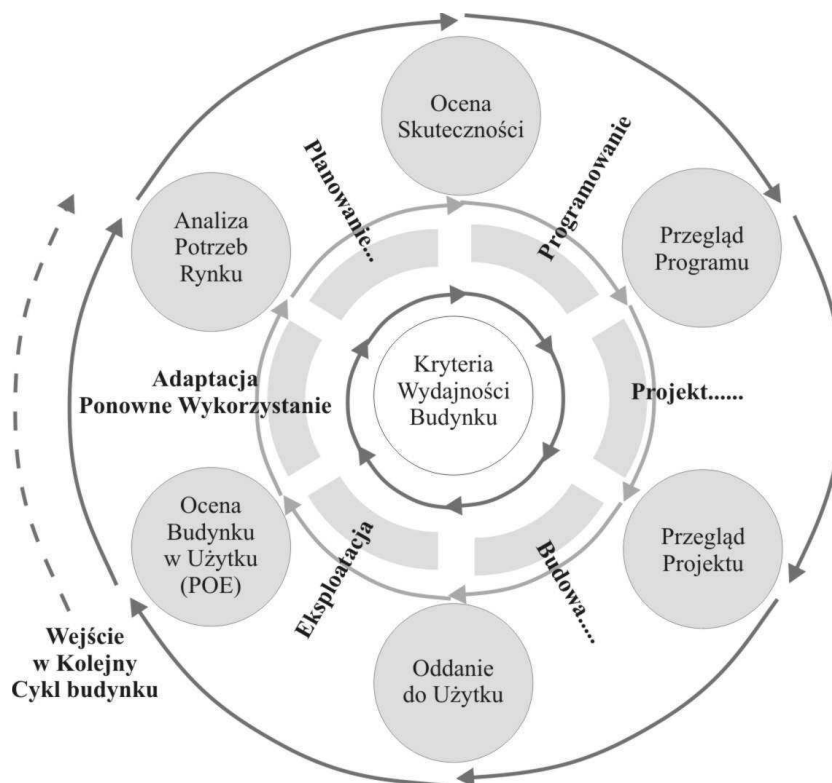 Ocena
Skuteczności
Planowanie...
Programowanie
Analiza
Potrzeb
Rynku
Przegląd
Programu
Kryteria
Wydajności
Budynku
Adaptacja
Ponowne Wykorzystanie
Projekt......
Ocena
Budynku
w Użytku
(POE)
Przegląd
Projektu
Eksploatacja
Budowa.....
Wejście
w Kolejny
Cykl budynku
Oddanie
do Użytku